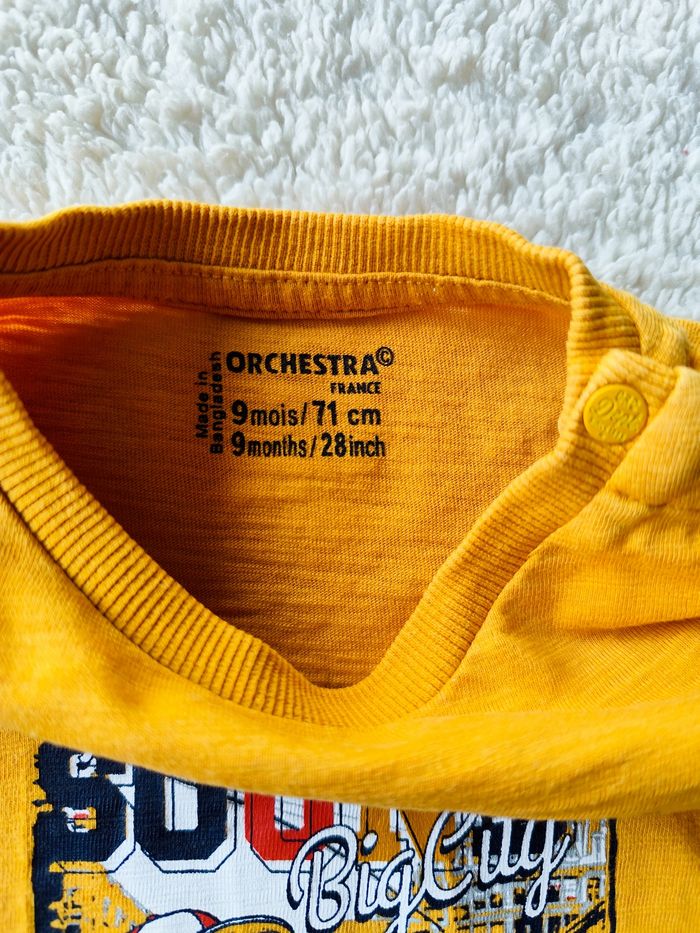 ORCHESTRA©
FRANCE
Made in
Bangladesh
9mois/71 cm
9months/28inch
Big City